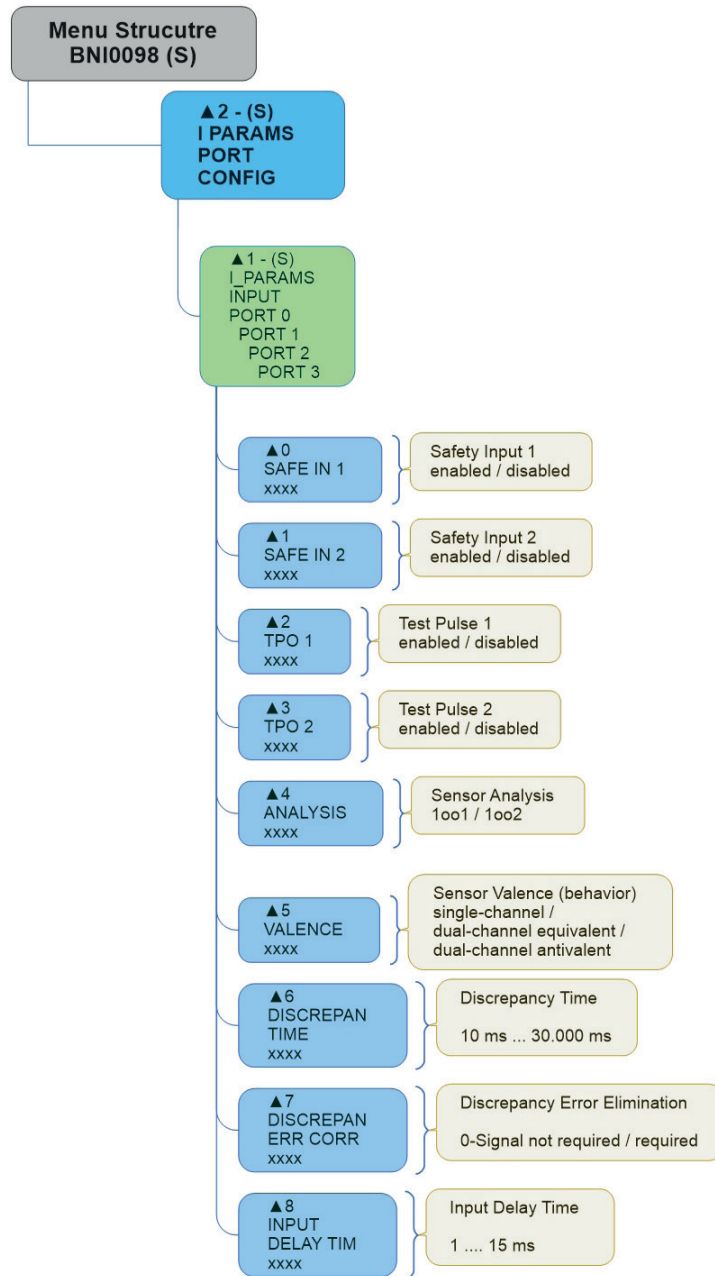 Menu Strucutre
BNI0098 (S)
▲2 - (S)
I PARAMS
PORT
CONFIG
▲1 - (S)
I_PARAMS
INPUT
PORT 0
PORT 1
PORT 2
PORT 3
▲0
SAFE IN 1
xxxx
Safety Input 1
enabled / disabled
▲1
SAFE IN 2
xxxx
Safety Input 2
enabled / disabled
▲2
TPO 1
xxxx
Test Pulse 1
enabled / disabled
▲3
TPO 2
xxxx
Test Pulse 2
enabled / disabled
▲4
ANALYSIS
xxxx
Sensor Analysis
1oo1 / 1oo2
▲5
VALENCE
xxxx
Sensor Valence (behavior)
single-channel /
dual-channel equivalent /
dual-channel antivalent
▲6
DISCREPAN
TIME
xxxx
Discrepancy Time
10 ms ... 30.000 ms
▲7
DISCREPAN
ERR CORR
xxxx
Discrepancy Error Elimination
0-Signal not required / required
▲8
INPUT
DELAY TIM
xxxx
Input Delay Time
1 .... 15 ms